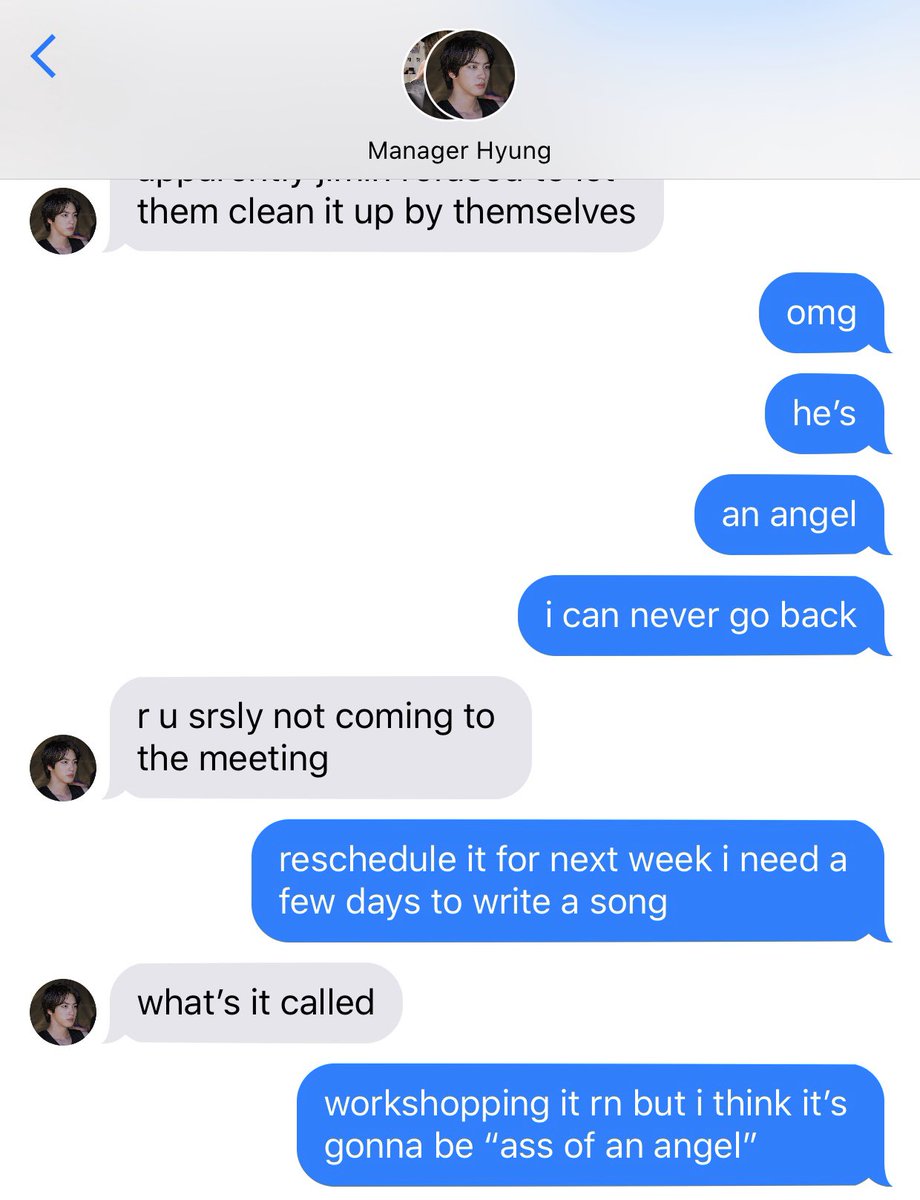 Manager Hyung
them clean it up by themselves
omg
he's
an angel
i can never go back
r u srsly not coming to
the meeting
reschedule it for next week i need a
few days to write a song
what's it called
workshopping it rn but i think it's
gonna be “ass of an angel”